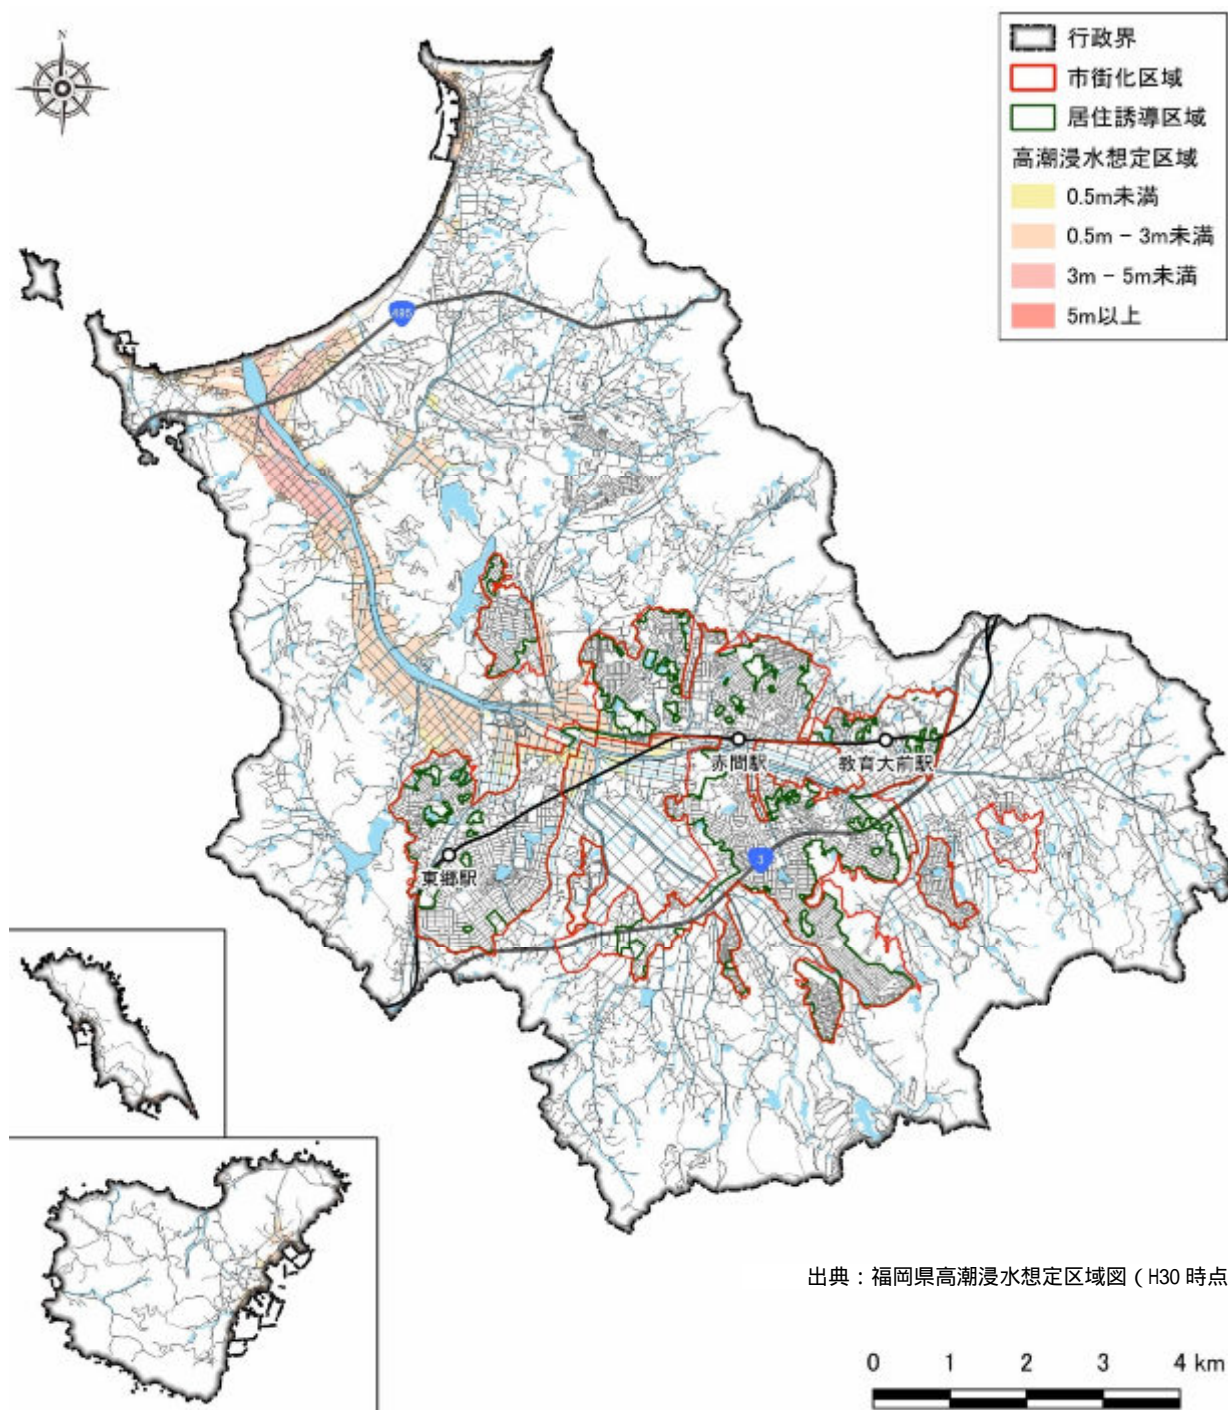 N
行政界
市街化区域
居住誘導区域
高潮浸水想定区域
0.5m未満
0.5m - 3m未満
3m - 5m未満
5m以上
495
赤間駅
教育大前駅
3
東郷駅
出典：福岡県高潮浸水想定区域図（H30 時点
0 1 2 3 4 km